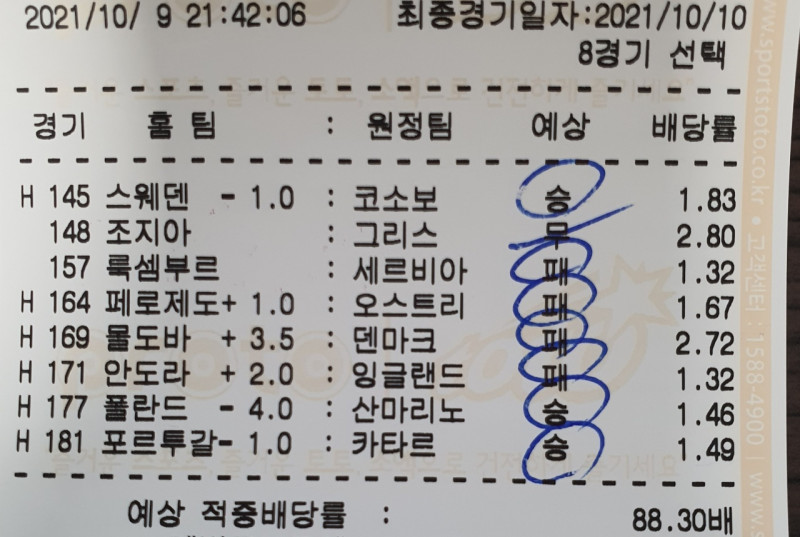 2021/10/ 9 21:42:06 최종경기일자:2021/10/10
8경기 선택
경기 홈 팀 : 원정팀 예상 배당률
H 145 스웨덴 - 1.0 : 코소보 승 1.83
148 조지아 : 그리스 무 2.80
157 룩셈부르 : 세르비아 패 1.32
H 164 페로제도+ 1.0 : 오스트리 패 1.67
H 169 몰도바 + 3.5 : 덴마크 패 2.72
H 171 안도라 + 2.0 : 잉글랜드 패 1.32
H 177 폴란드 - 4.0 : 산마리노 승 1.46
H 181 포르투갈- 1.0 : 카타르 승 1.49
예상 적중배당률 : 88.30배
www.sportstoto.co.kr • 고객센터 : 1588-4900 | www.s